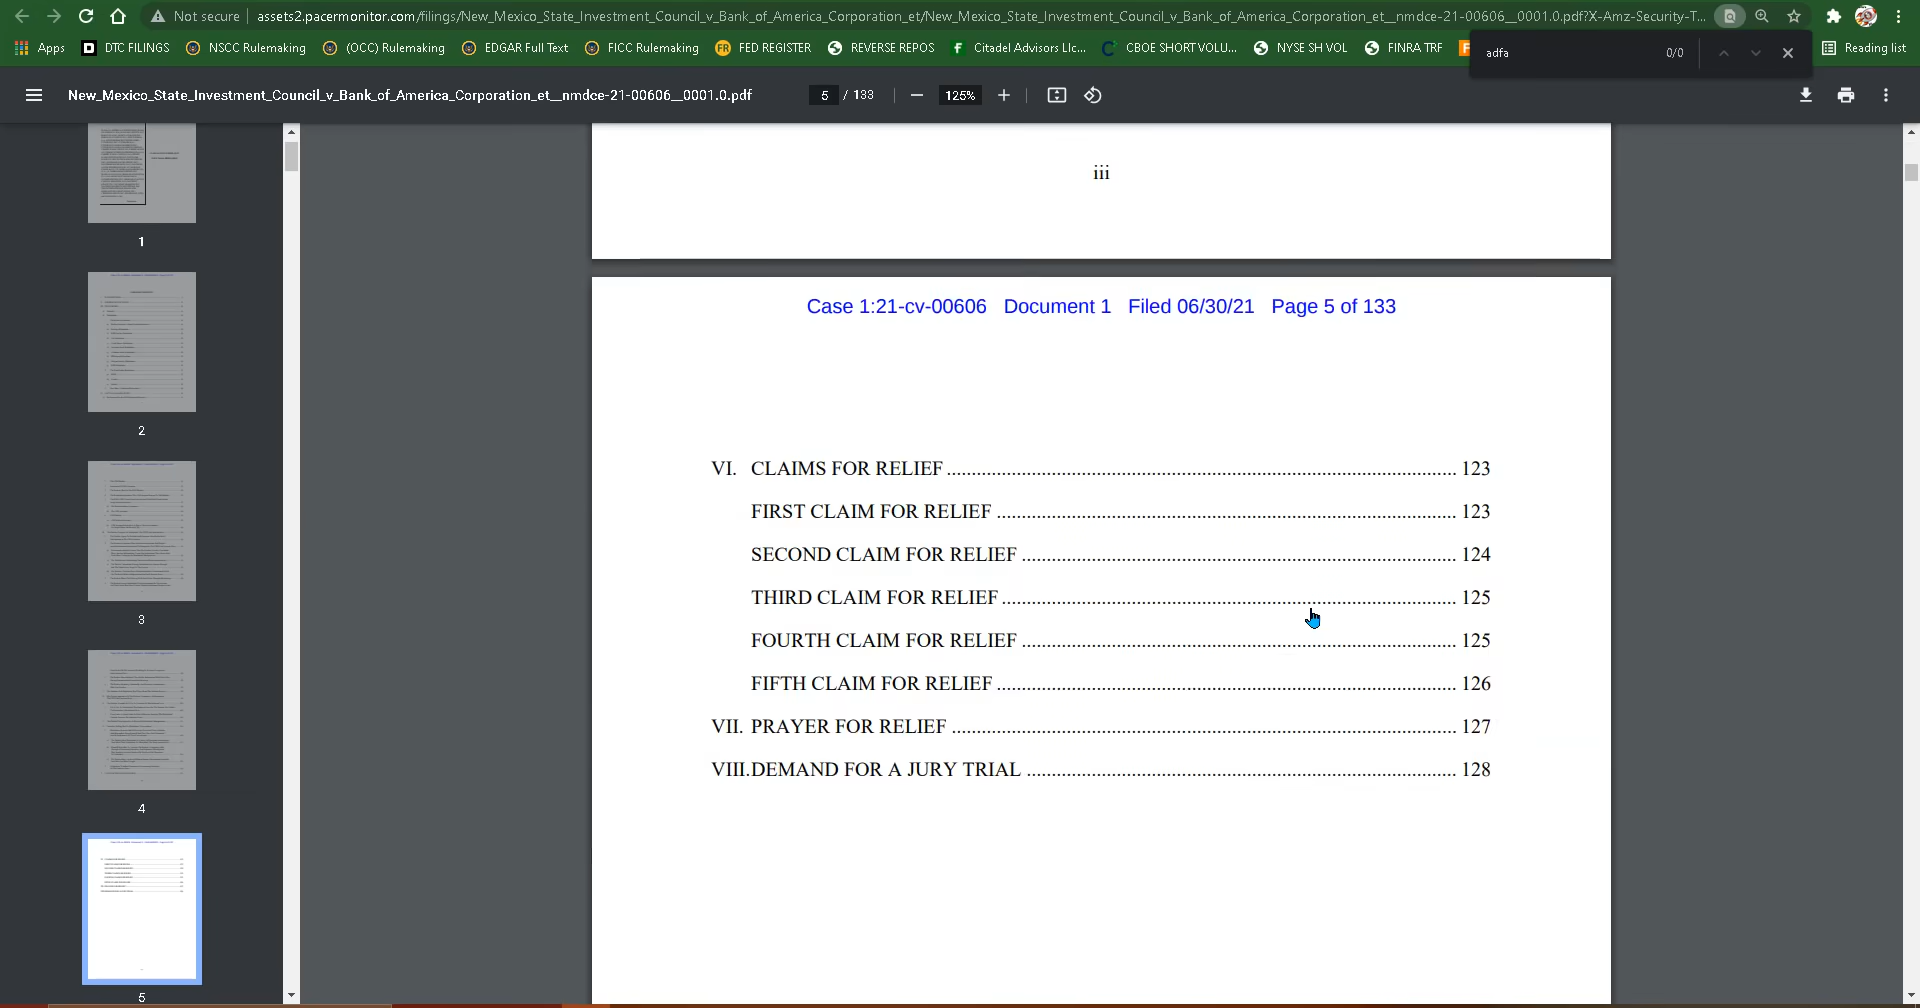 Not secure
assets2.pacermonitor.com/filings/New_Mexico_State_Investment_Council_v_Bank_of_America_Corporation_et/New_Mexico_State_Investment_Council_v_Bank_of_America_Corporation_et__nmdce-21-00606__0001.0.pdf?X-Amz-Security-T...
Apps
DTC FILINGS
NSCC Rulemaking
(OCC) Rulemaking
EDGAR Full Text
FICC Rulemaking
FR
FED REGISTER
REVERSE REPOS
Citadel Advisors Llc...
CBOE SHORT VOLU...
NYSE SH VOL
FINRA TRF
adfa
0/0
Reading list
New_Mexico_State_Investment_Council_v_Bank_of_America_Corporation_et__nmdce-21-00606__0001.0.pdf
5 / 133
125%
1
2
3
4
5
iii
Case 1:21-cv-00606 Document 1 Filed 06/30/21 Page 5 of 133
VI. CLAIMS FOR RELIEF ........ 123
FIRST CLAIM FOR RELIEF ........ 123
SECOND CLAIM FOR RELIEF ........ 124
THIRD CLAIM FOR RELIEF ........ 125
FOURTH CLAIM FOR RELIEF ........ 125
FIFTH CLAIM FOR RELIEF ........ 126
VII. PRAYER FOR RELIEF ........ 127
VIII.DEMAND FOR A JURY TRIAL ........ 128